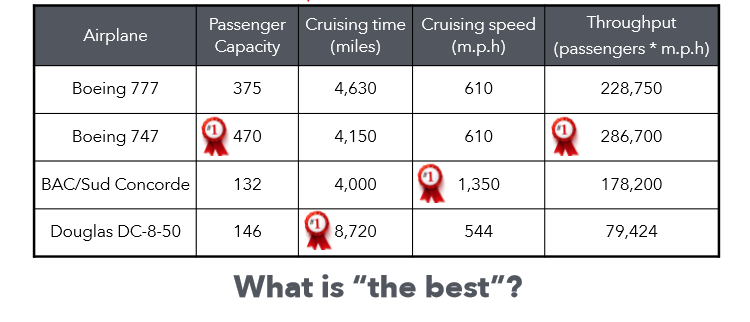 Airplane Passenger Capacity Cruising time (miles) Cruising speed (m.p.h) Throughput (passengers * m.p.h)
Boeing 777 375 4,630 610 228,750
Boeing 747 #1 470 4,150 610 #1 286,700
BAC/Sud Concorde 132 4,000 #1 1,350 178,200
Douglas DC-8-50 146 #1 8,720 544 79,424
What is “the best”?